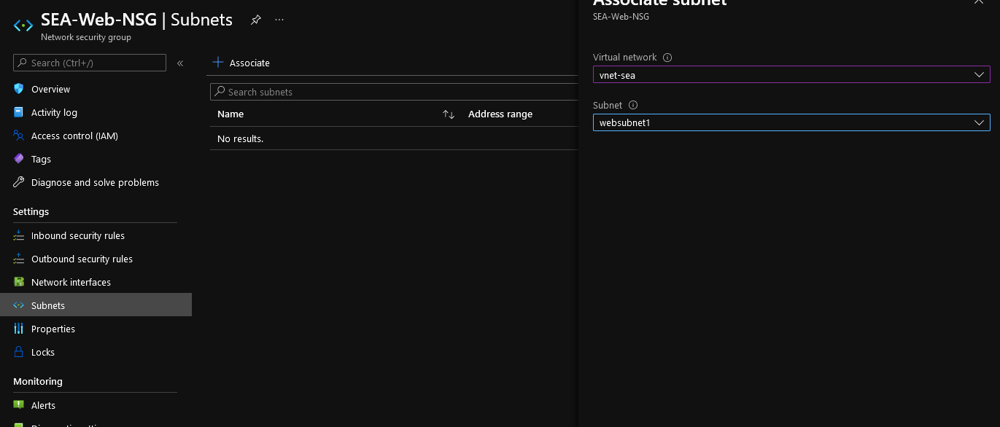 SEA-Web-NSG | Subnets
Network security group
Search (Ctrl+/)
Overview
Activity log
Access control (IAM)
Tags
Diagnose and solve problems
Settings
Inbound security rules
Outbound security rules
Network interfaces
Subnets
Properties
Locks
Monitoring
Alerts
Associate
Search subnets
Name
Address range
No results.
Associate subnet
SEA-Web-NSG
Virtual network
vnet-sea
Subnet
websubnet1